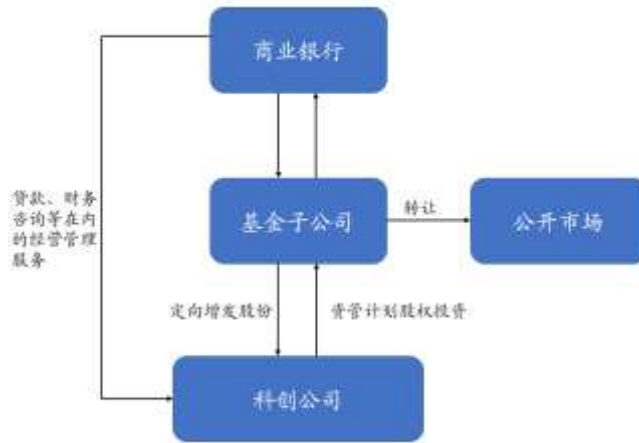 商业银行
贷款、财务
咨询等在内
的经营管理
服务
基金子公司
转让
公开市场
定向增发股份
资管计划股权投资
科创公司